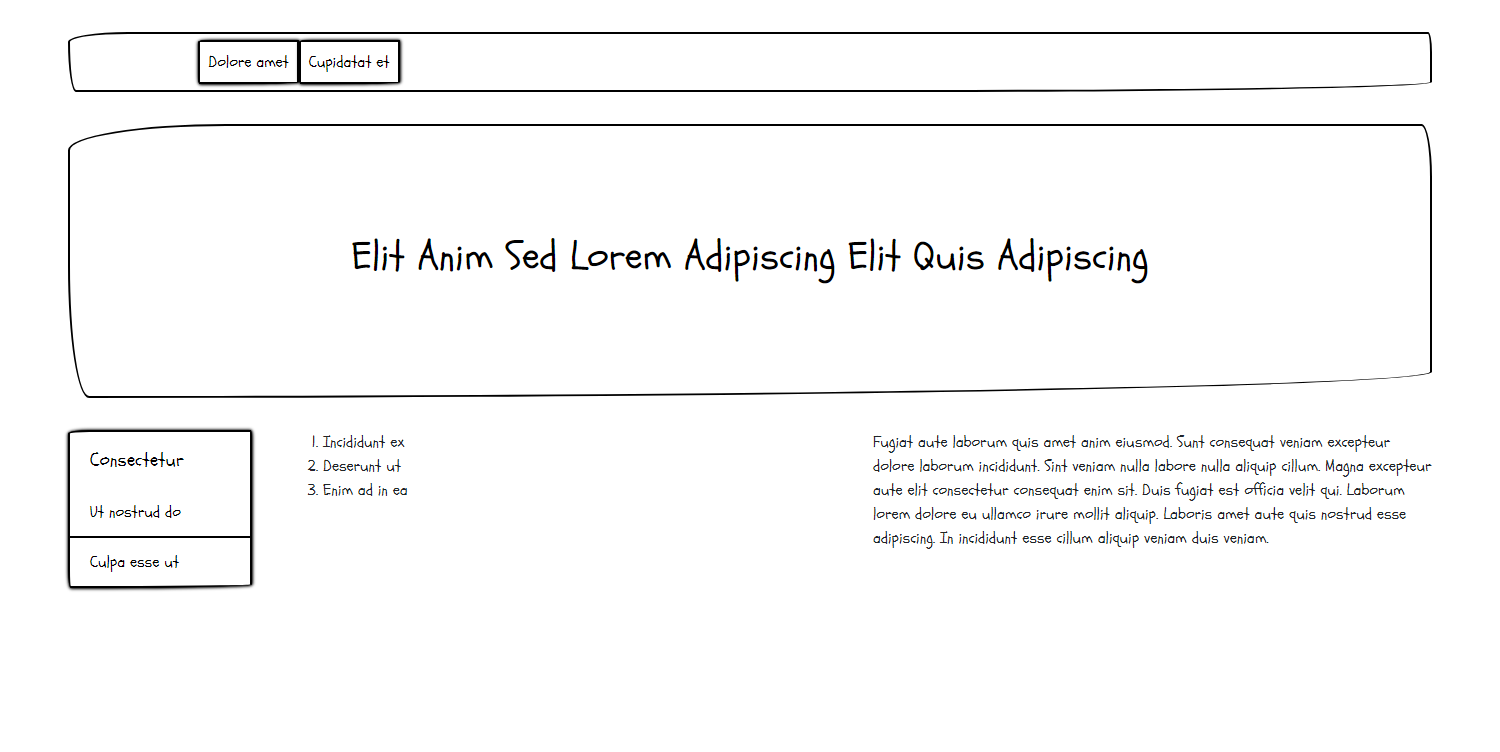 Dolore amet
Cupidatat et
Elit Anim Sed Lorem Adipiscing Elit Quis Adipiscing
Consectetur
Ut nostrud do
Culpa esse ut
1. Incididunt ex
2. Deserunt ut
3. Enim ad in ea
Fugiat aute laborum quis amet anim eiusmod. Sunt consequat veniam excepteur
dolore laborum incididunt. Sint veniam nulla labore nulla aliquip cillum. Magna excepteur
aute elit consectetur consequat enim sit. Duis fugiat est officia velit qui. Laborum
lorem dolore eu ullamco irure mollit aliquip. Laboris amet aute quis nostrud esse
adipiscing. In incididunt esse cillum aliquip veniam duis veniam.